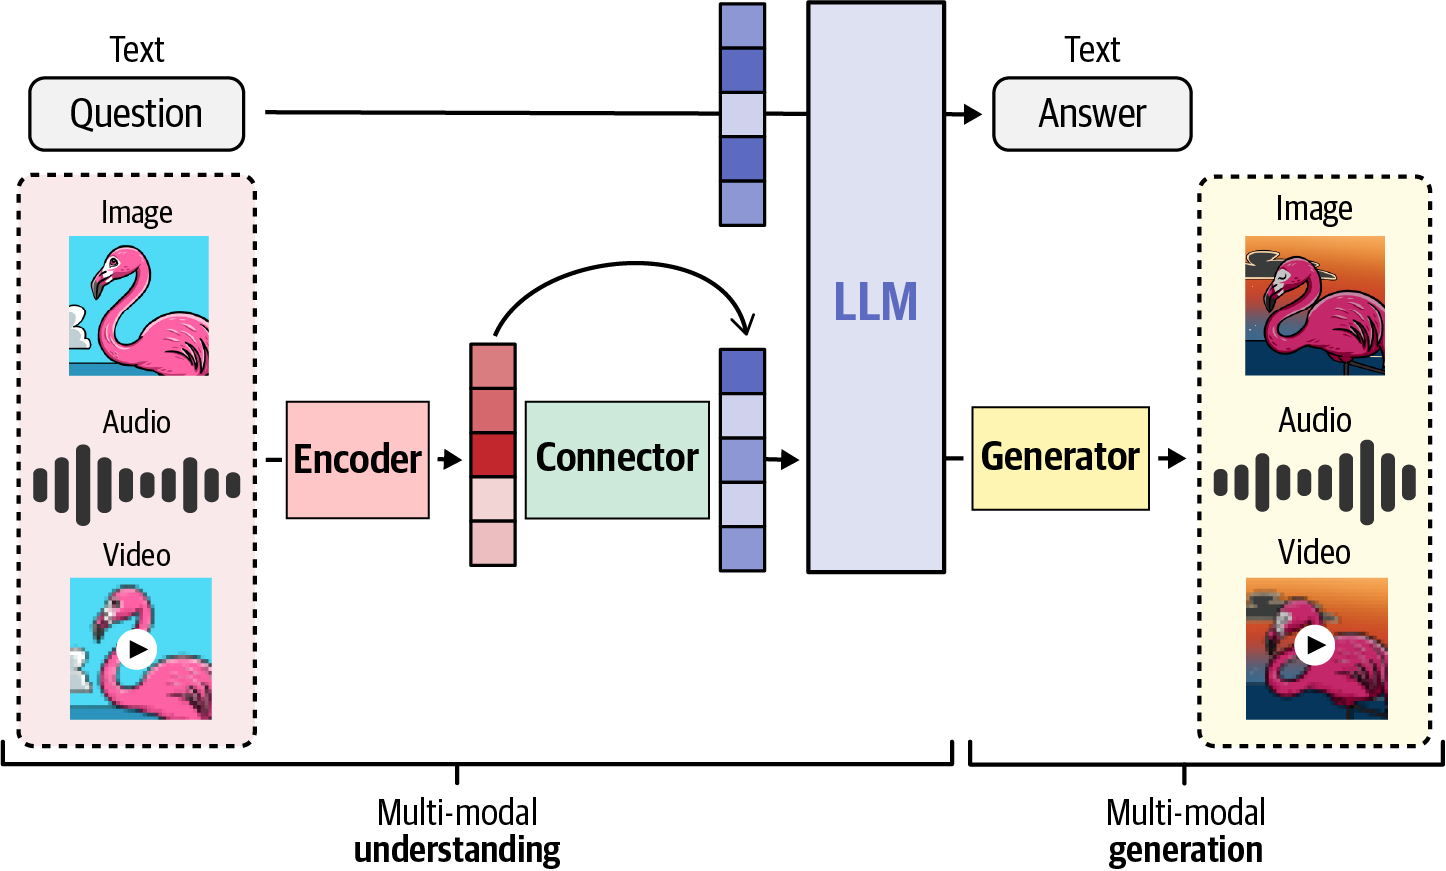 Text
Question
Image
Audio
Video
Encoder
Connector
LLM
Text
Answer
Generator
Image
Audio
Video
Multi-modal
understanding
Multi-modal
generation